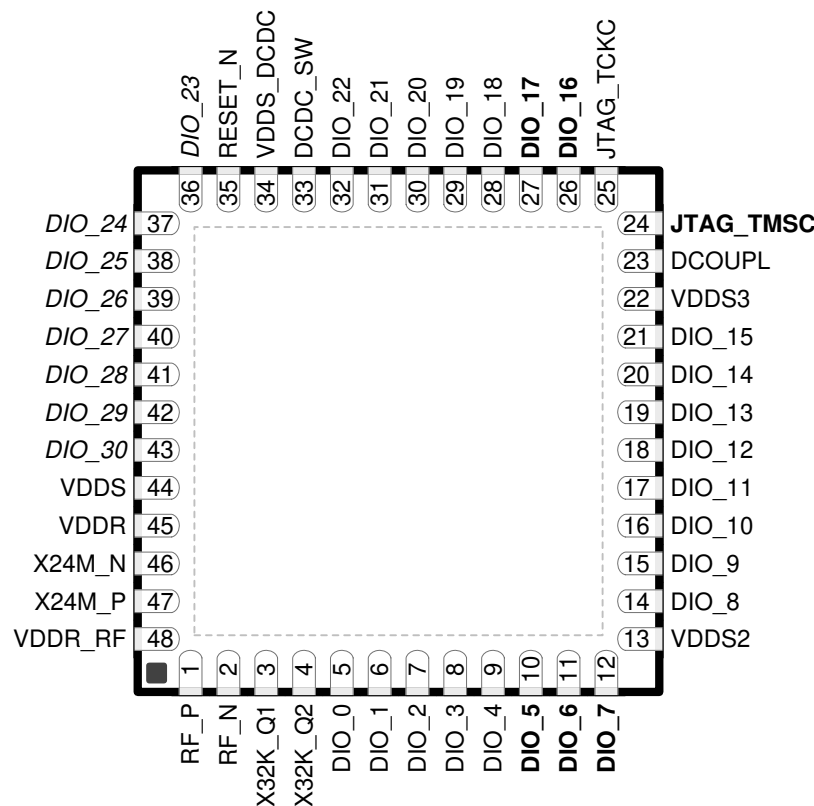 DIO_23
RESET_N
VDDS_DCDC
DCDC_SW
DIO_22
DIO_21
DIO_20
DIO_19
DIO_18
DIO_17
DIO_16
JTAG_TCKC
36
35
34
33
32
31
30
29
28
27
26
25
DIO_24 37
DIO_25 38
DIO_26 39
DIO_27 40
DIO_28 41
DIO_29 42
DIO_30 43
VDDS 44
VDDR 45
X24M_N 46
X24M_P 47
VDDR_RF 48
24 JTAG_TMSC
23 DCOUPL
22 VDDS3
21 DIO_15
20 DIO_14
19 DIO_13
18 DIO_12
17 DIO_11
16 DIO_10
15 DIO_9
14 DIO_8
13 VDDS2
1
2
3
4
5
6
7
8
9
10
11
12
RF_P
RF_N
X32K_Q1
X32K_Q2
DIO_0
DIO_1
DIO_2
DIO_3
DIO_4
DIO_5
DIO_6
DIO_7